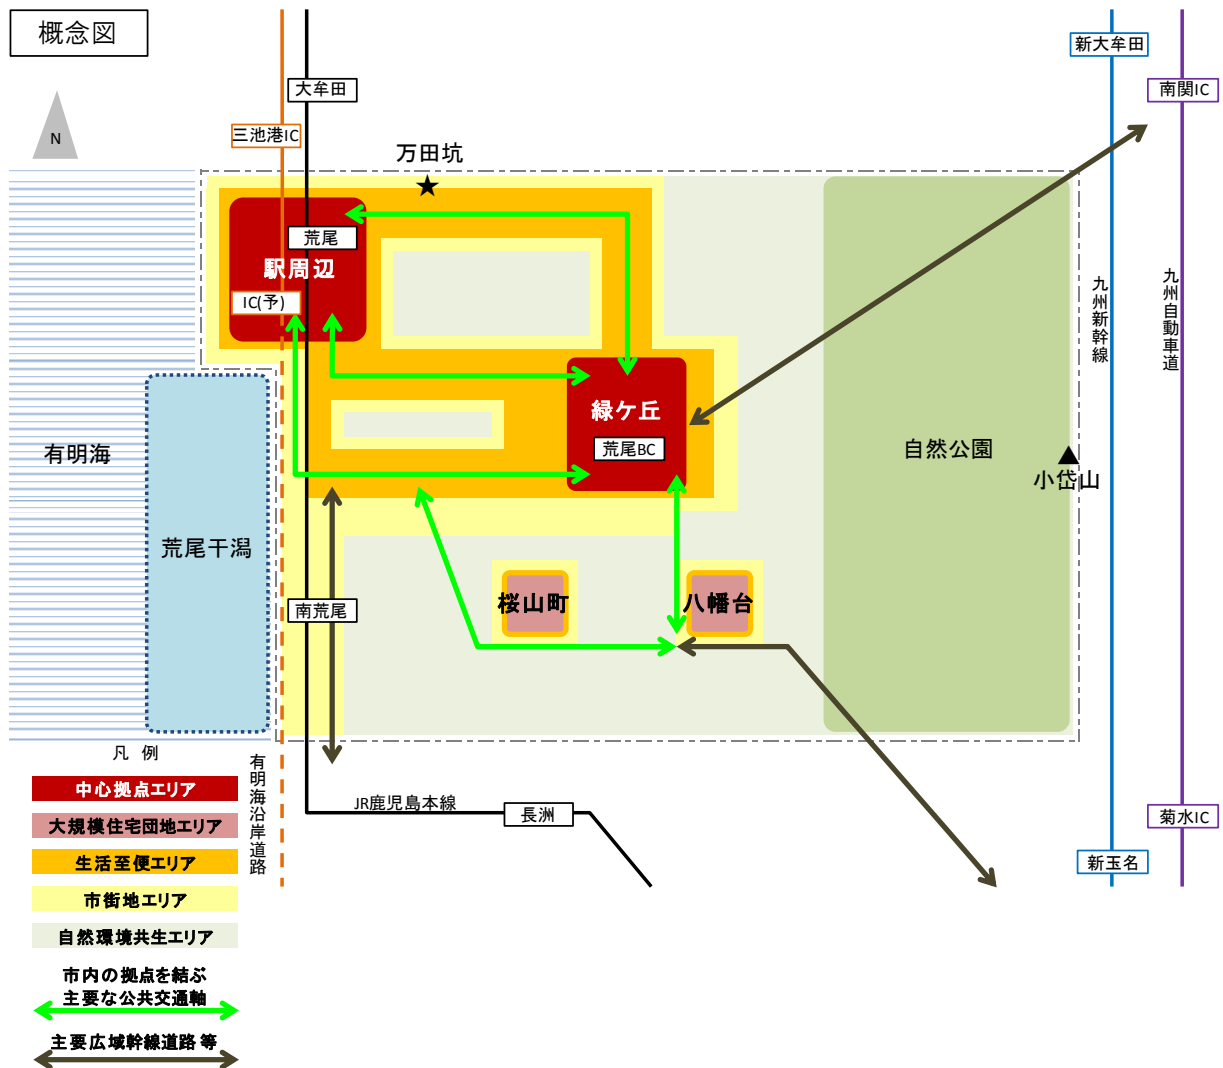 概念図
新大牟田
大牟田
南関IC
三池港IC
N
万田坑
荒尾
駅周辺
IC(予)
九州新幹線
九州自動車道
緑ケ丘
荒尾BC
有明海
自然公園
小岱山
荒尾干潟
桜山町
八幡台
南荒尾
凡 例
有明海沿岸道路
中心拠点エリア
JR鹿児島本線
長洲
菊水IC
大規模住宅団地エリア
生活至便エリア
新玉名
市街地エリア
自然環境共生エリア
市内の拠点を結ぶ
主要な公共交通軸
主要広域幹線道路等